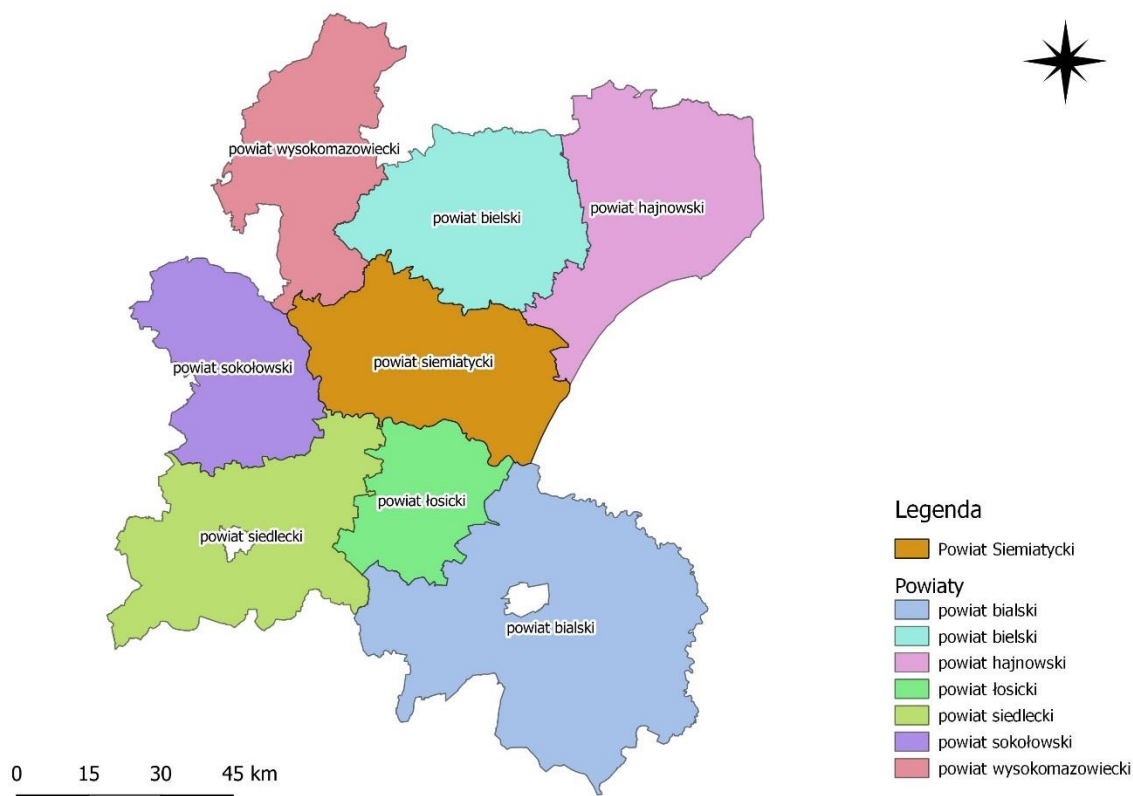 powiat wysokomazowiecki
powiat hajnowski
powiat bielski
powiat sokołowski
powiat siemiatycki
powiat łosicki
powiat siedlecki
powiat bialski
Legenda
Powiat Siemiatycki
Powiaty
powiat bialski
powiat bielski
powiat hajnowski
powiat łosicki
powiat siedlecki
powiat sokołowski
powiat wysokomazowiecki
0 15 30 45 km